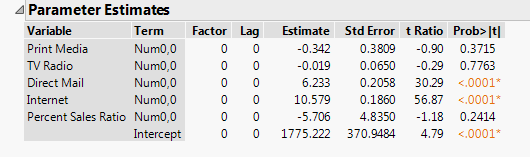 Parameter Estimates
Variable Term Factor Lag Estimate Std Error t Ratio Prob>|t|
Print Media Num0,0 0 0 -0.342 0.3809 -0.90 0.3715
TV Radio Num0,0 0 0 -0.019 0.0650 -0.29 0.7763
Direct Mail Num0,0 0 0 6.233 0.2058 30.29 <.0001*
Internet Num0,0 0 0 10.579 0.1860 56.87 <.0001*
Percent Sales Ratio Num0,0 0 0 -5.706 4.8350 -1.18 0.2414
Intercept 0 0 1775.222 370.9484 4.79 <.0001*